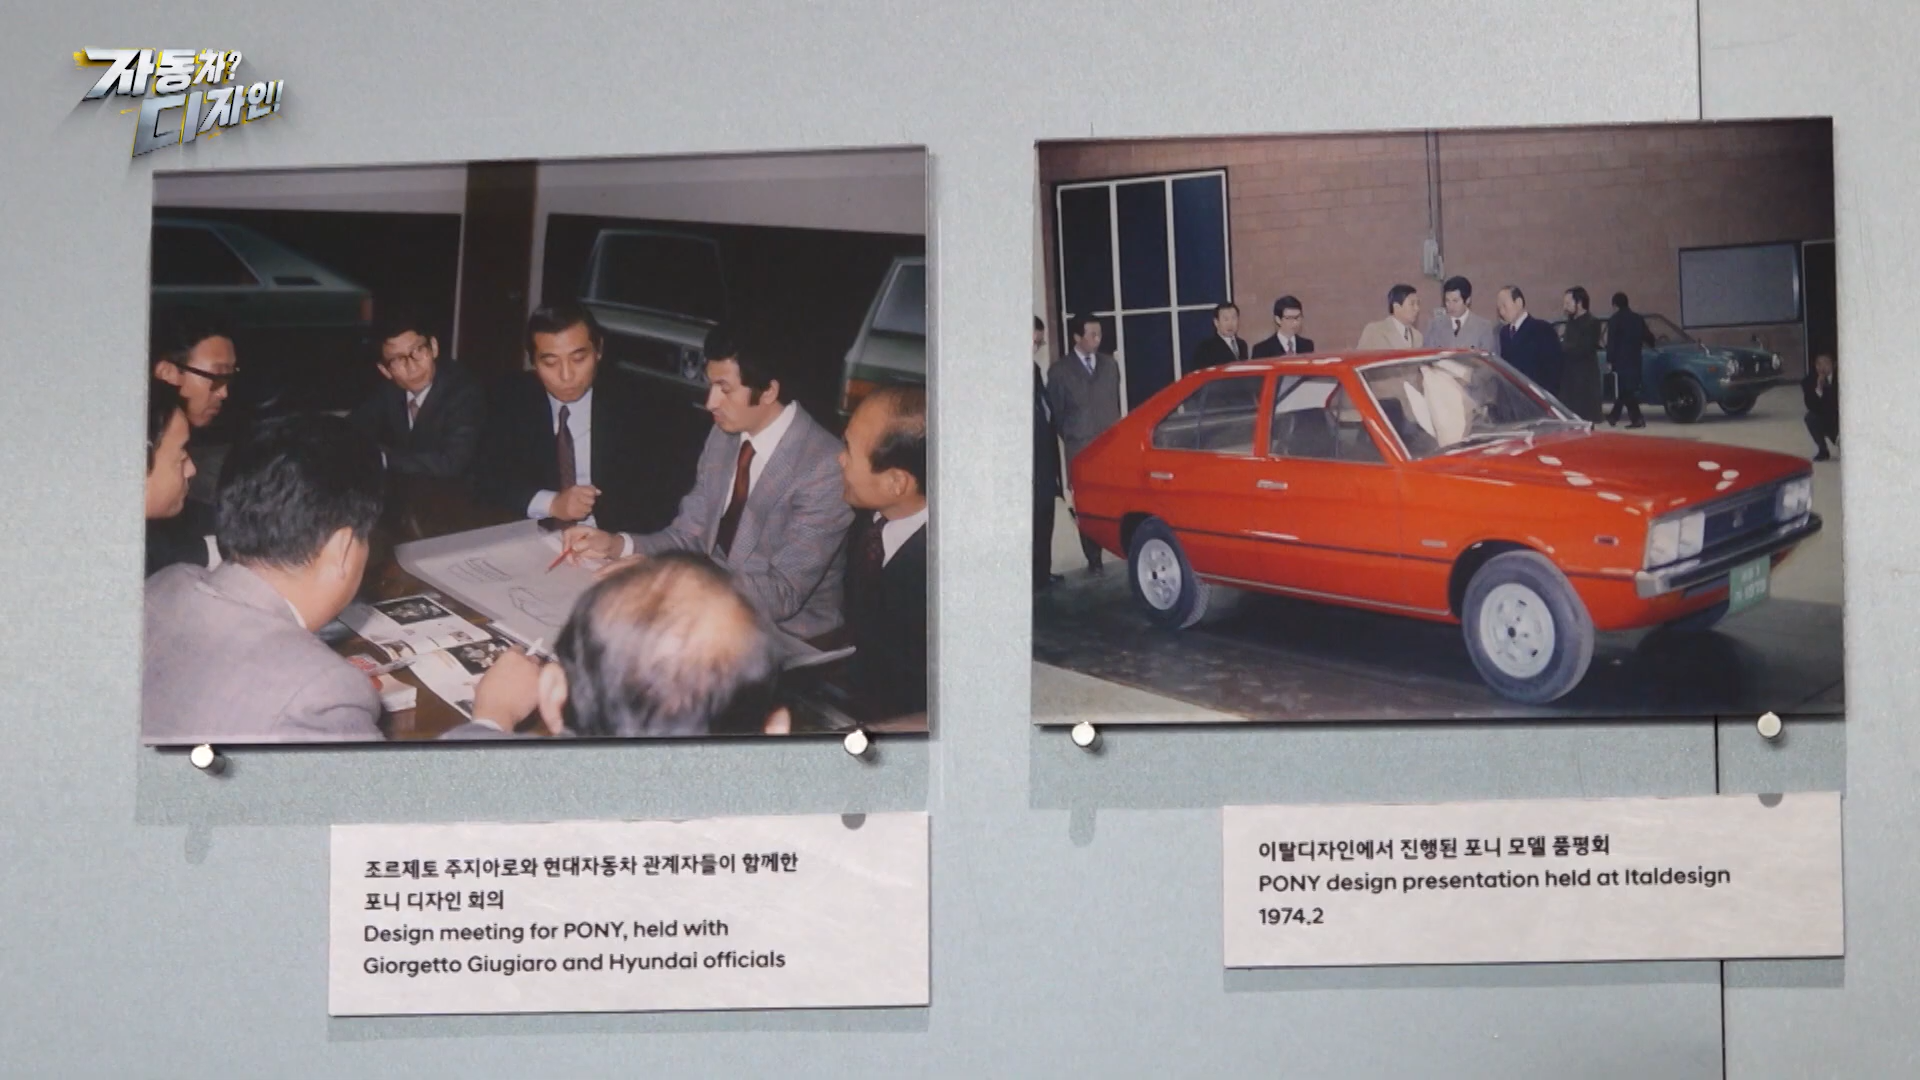 자동차?
디자인!
조르제토 주지아로와 현대자동차 관계자들이 함께한
포니 디자인 회의
Design meeting for PONY, held with
Giorgetto Giugiaro and Hyundai officials
이탈디자인에서 진행된 포니 모델 품평회
PONY design presentation held at Italdesign
1974.2